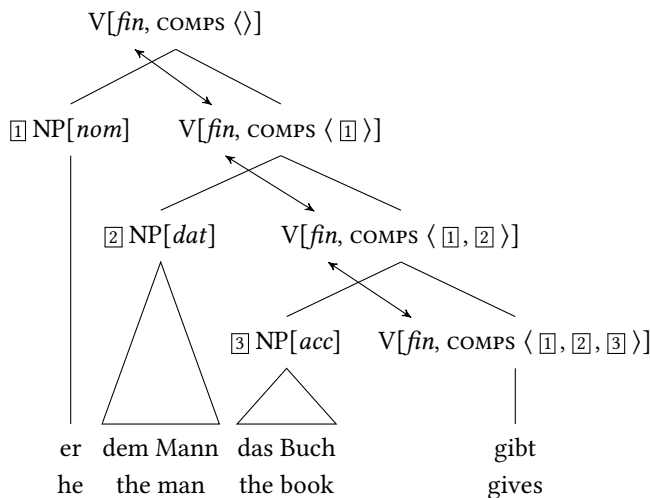 V[fin, COMPS ⟨⟩]
1 NP[nom] V[fin, COMPS ⟨ 1 ⟩]
2 NP[dat] V[fin, COMPS ⟨ 1, 2 ⟩]
3 NP[acc] V[fin, COMPS ⟨ 1, 2, 3 ⟩]
er dem Mann das Buch gibt
he the man the book gives